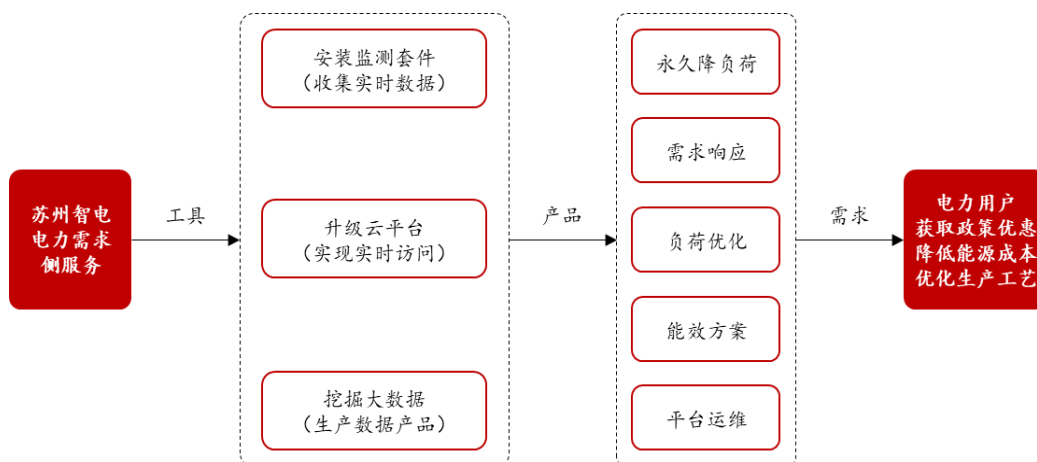 苏州智电
电力需求
侧服务
工具
安装监测套件
（收集实时数据）
升级云平台
（实现实时访问）
挖掘大数据
（生产数据产品）
产品
永久降负荷
需求响应
负荷优化
能效方案
平台运维
需求
电力用户
获取政策优惠
降低能源成本
优化生产工艺